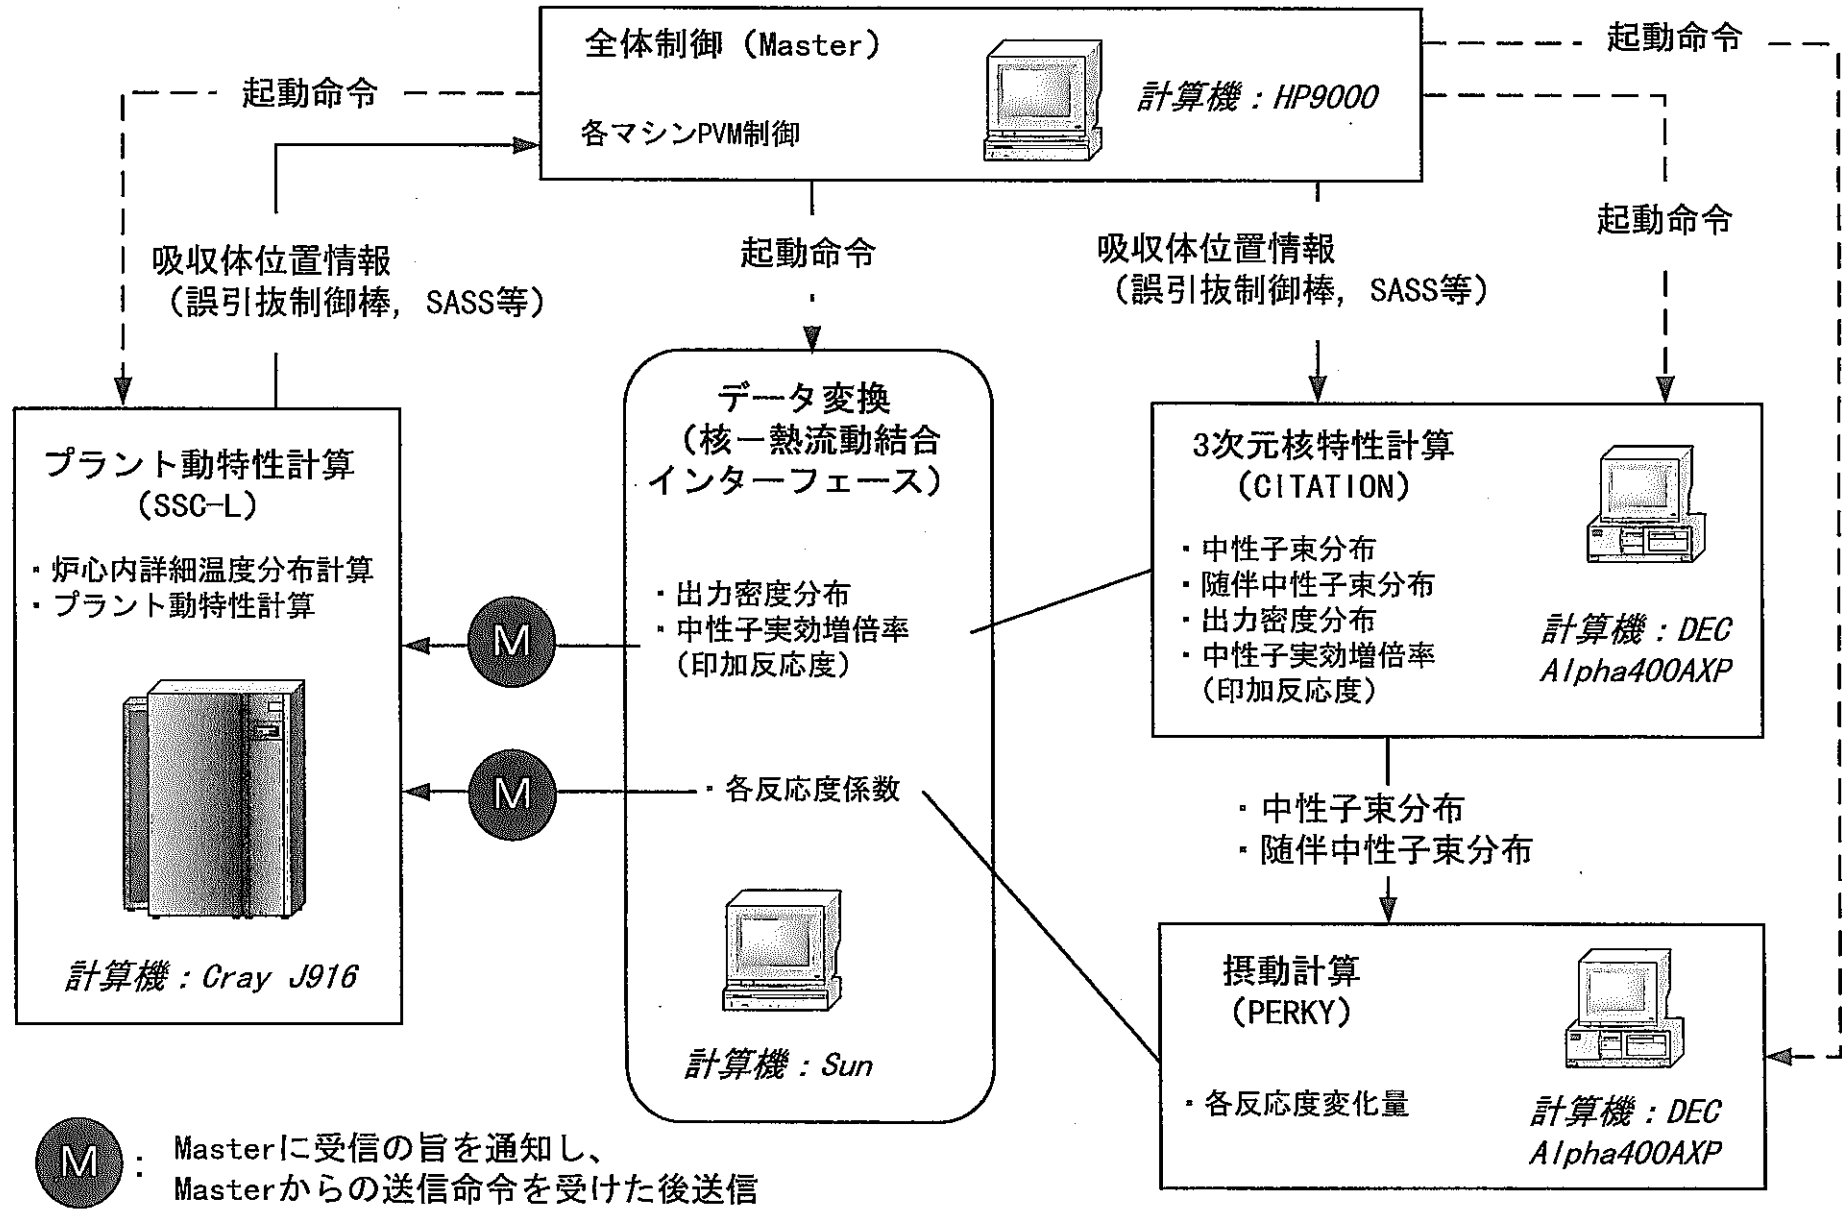 全体制御（Master）
計算機：HP9000
各マシンPVM制御
起動命令
起動命令
起動命令
起動命令
吸収体位置情報
（誤引抜制御棒，SASS等）
吸収体位置情報
（誤引抜制御棒，SASS等）
プラント動特性計算
（SSC-L）
・炉心内詳細温度分布計算
・プラント動特性計算
計算機：Cray J916
データ変換
（核－熱流動結合
インターフェース）
・出力密度分布
・中性子実効増倍率
（印加反応度）
・各反応度係数
計算機：Sun
M
M
3次元核特性計算
（CITATION）
・中性子束分布
・随伴中性子束分布
・出力密度分布
・中性子実効増倍率
（印加反応度）
計算機：DEC
Alpha400AXP
・中性子束分布
・随伴中性子束分布
摂動計算
（PERKY）
・各反応度変化量
計算機：DEC
Alpha400AXP
M : Masterに受信の旨を通知し、
Masterからの送信命令を受けた後送信